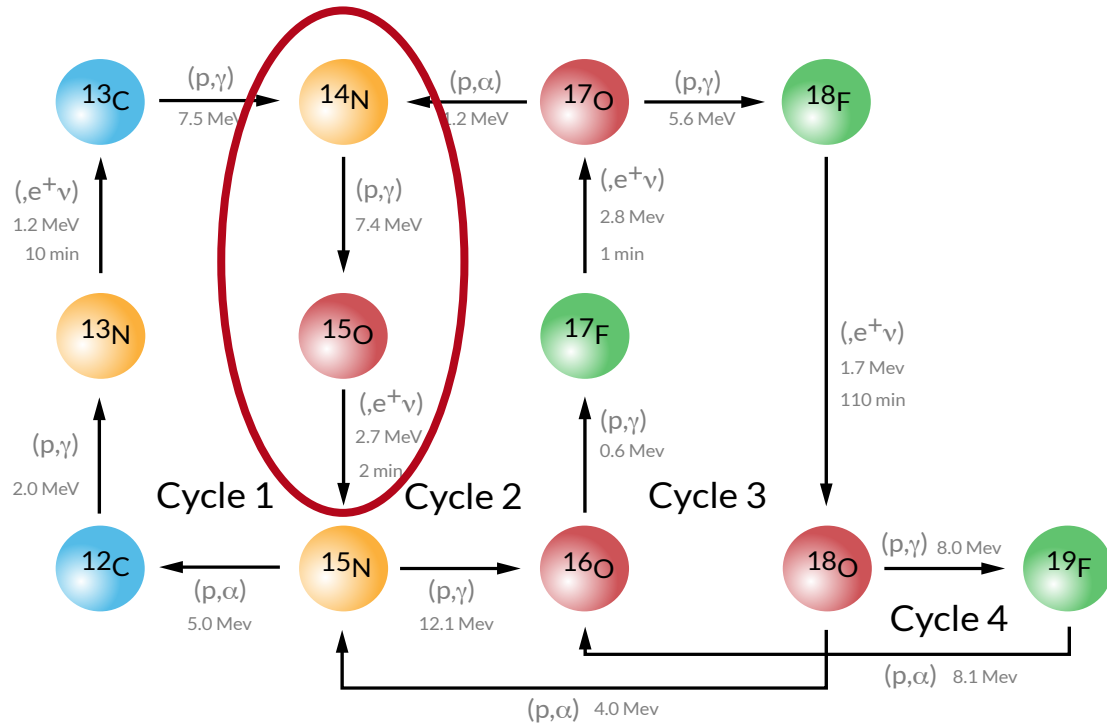 13C
(p,γ)
7.5 MeV
14N
(p,α)
1.2 MeV
17O
(p,γ)
5.6 MeV
18F
(,e⁺ν)
1.2 MeV
10 min
(p,γ)
7.4 MeV
(,e⁺ν)
2.8 Mev
1 min
13N
15O
17F
(,e⁺ν)
1.7 Mev
110 min
(p,γ)
2.0 MeV
(,e⁺ν)
2.7 MeV
2 min
(p,γ)
0.6 Mev
Cycle 1
Cycle 2
Cycle 3
12C
(p,α)
5.0 Mev
15N
(p,γ)
12.1 Mev
16O
18O
(p,γ) 8.0 Mev
19F
Cycle 4
(p,α) 8.1 Mev
(p,α) 4.0 Mev